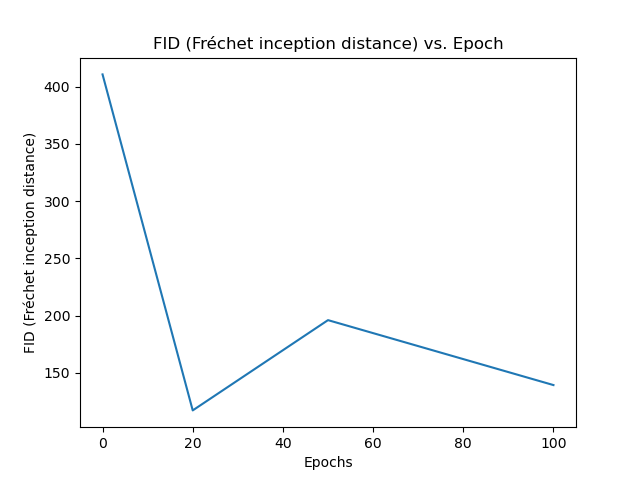 FID (Fréchet inception distance) vs. Epoch
FID (Fréchet inception distance)
400
350
300
250
200
150
0 20 40 60 80 100
Epochs